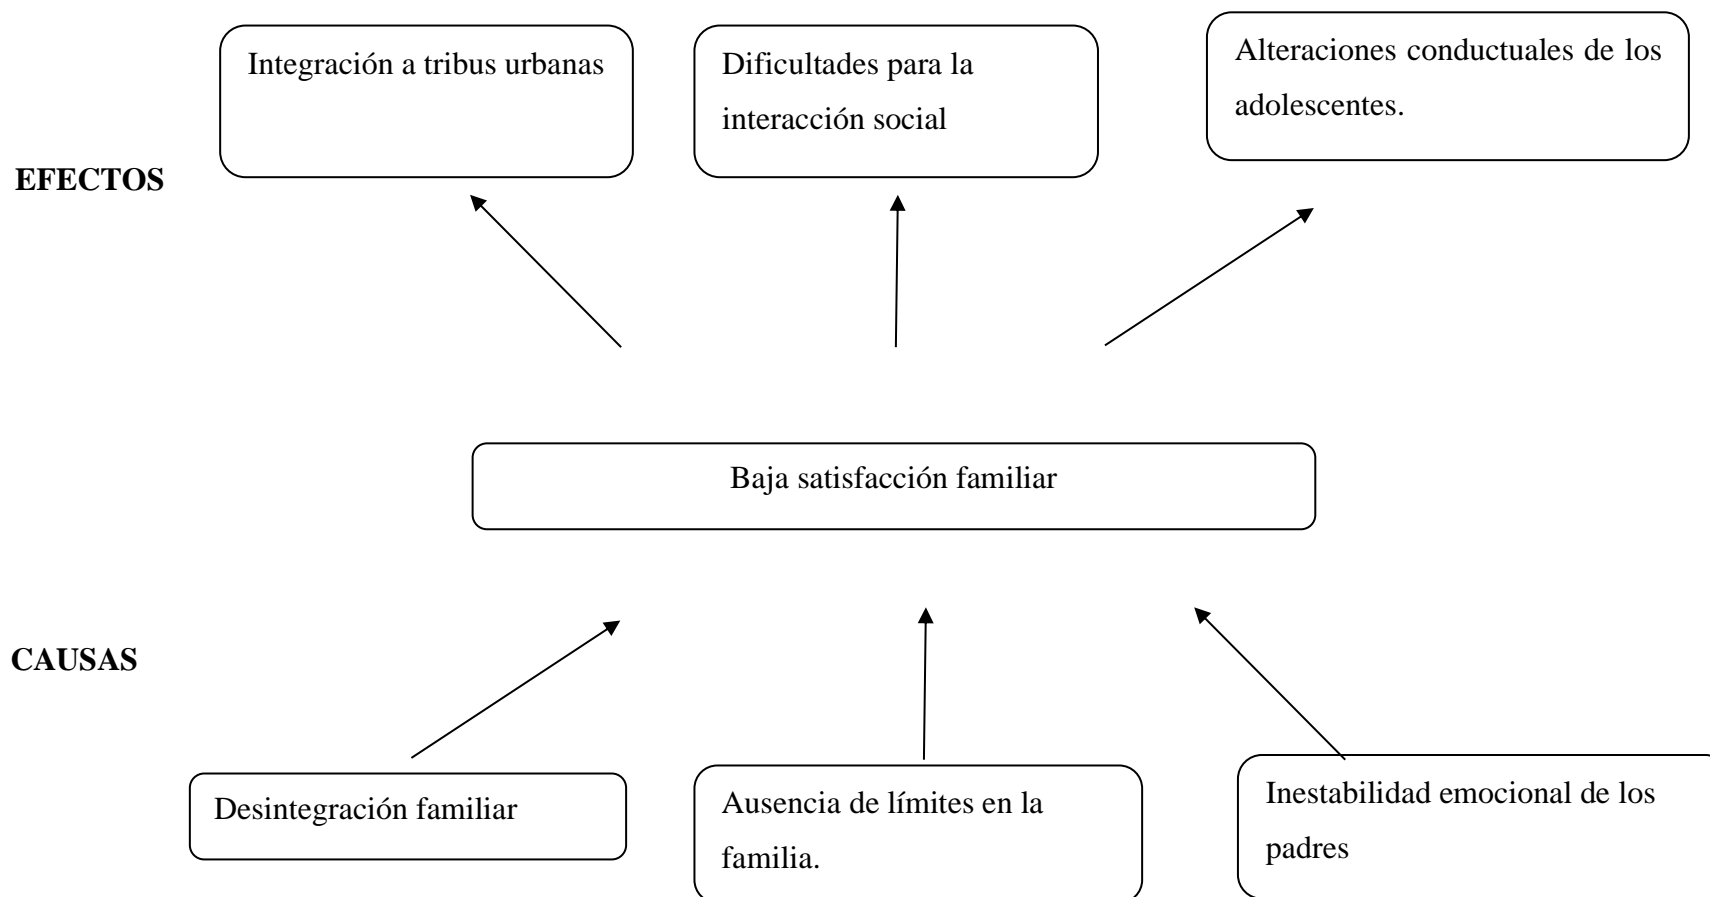 Integración a tribus urbanas
Dificultades para la
interacción social
Alteraciones conductuales de los
adolescentes.
EFECTOS
Baja satisfacción familiar
CAUSAS
Desintegración familiar
Ausencia de límites en la
familia.
Inestabilidad emocional de los
padres